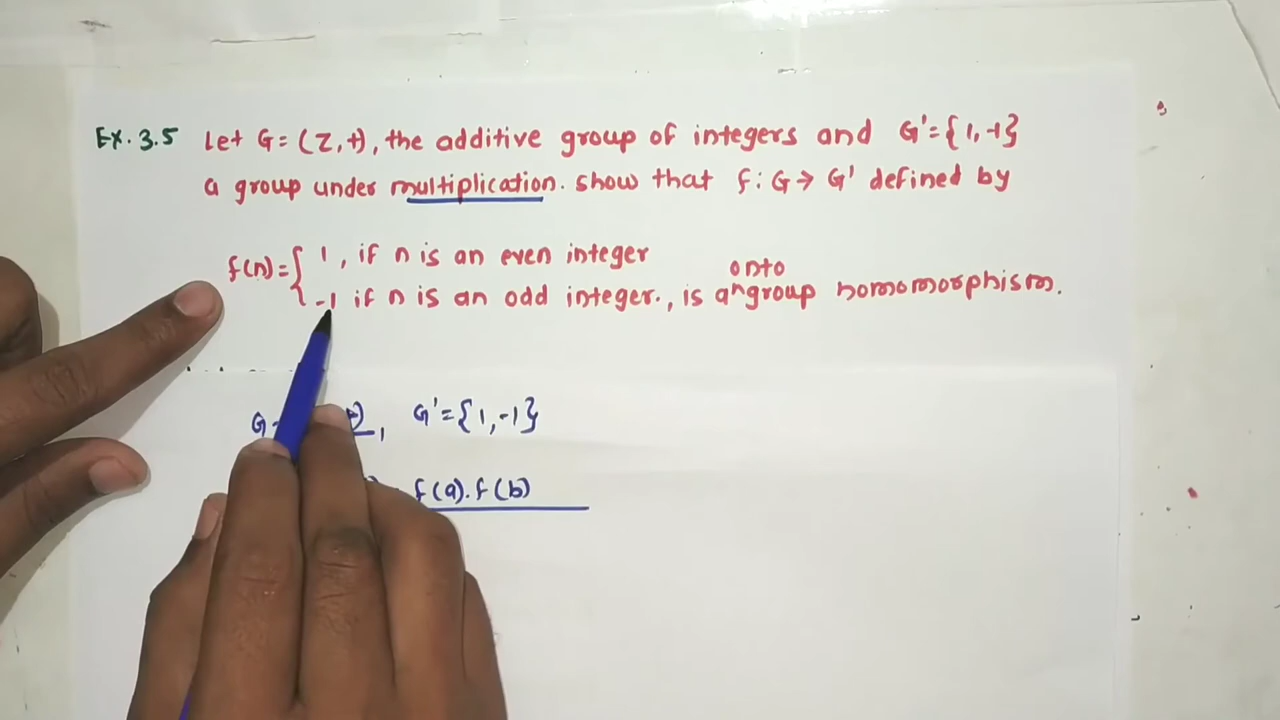 Ex. 3.5 Let G = (Z, +), the additive group of integers and G' = {1, -1}
a group under multiplication. show that f : G → G' defined by
f(n) = { 1, if n is an even integer
-1 if n is an odd integer., is an onto group homomorphism.
G = , G' = {1, -1}
f(a). f(b)